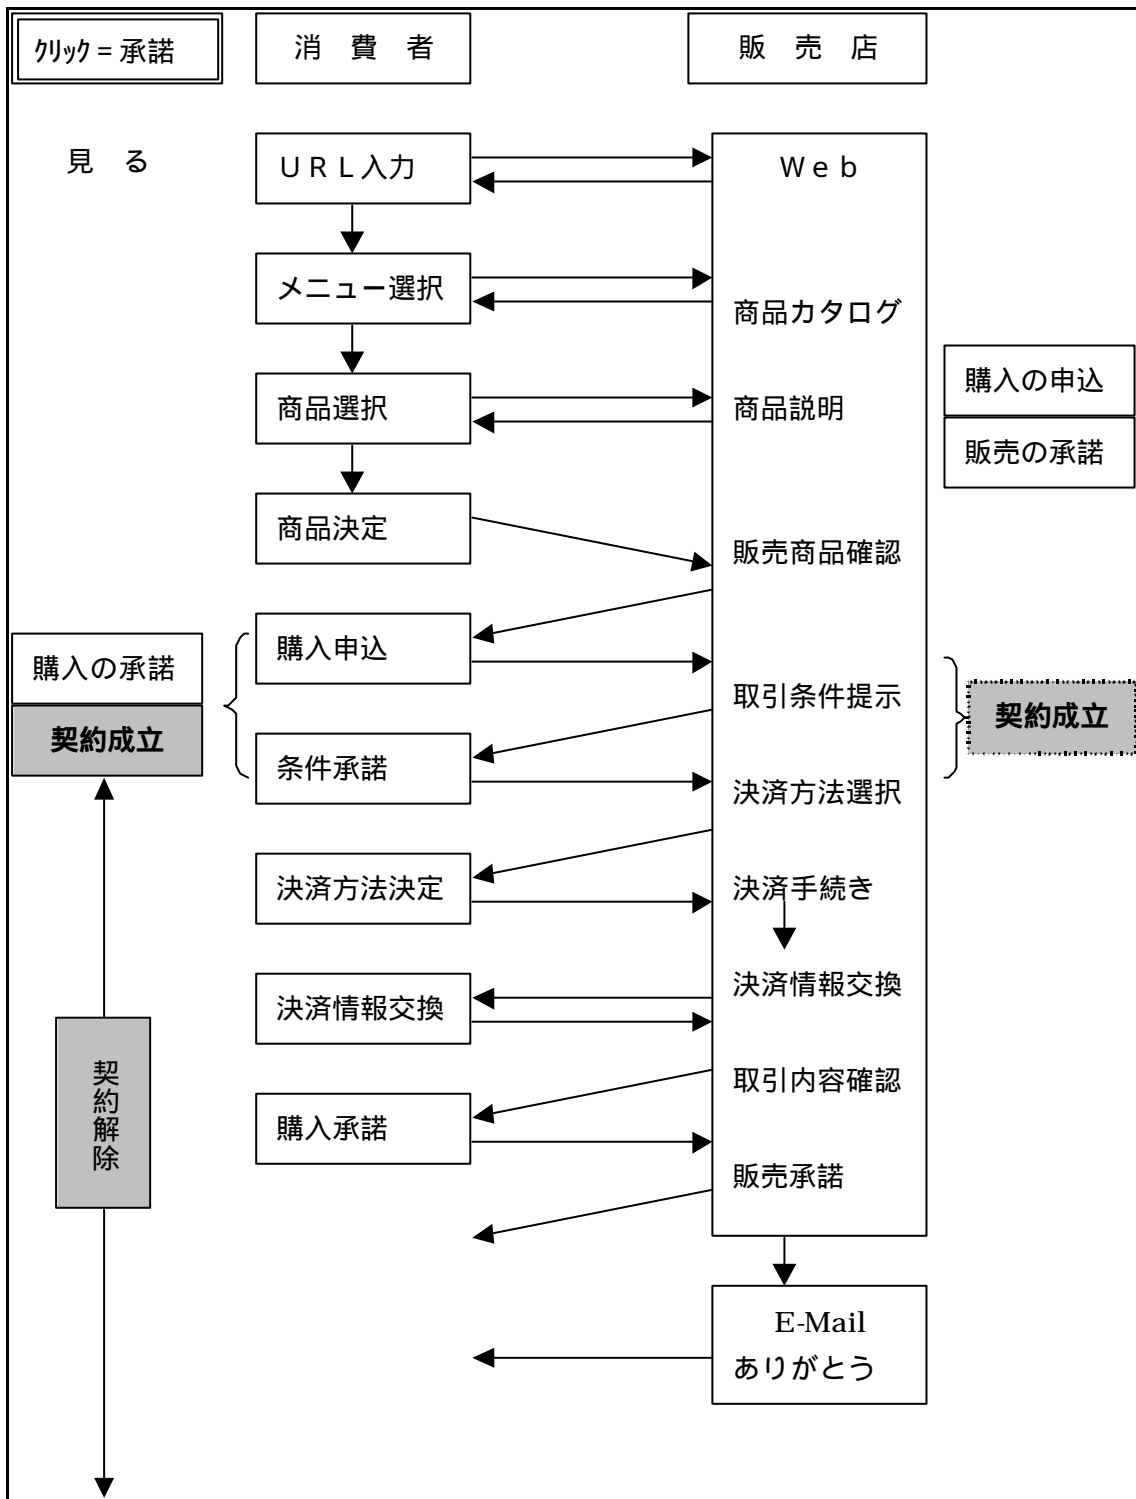 ｸﾘｯｸ = 承諾
消　費　者
販　売　店
見　る
ＵＲＬ入力
Ｗｅｂ
メニュー選択
商品カタログ
購入の申込
商品選択
商品説明
販売の承諾
商品決定
販売商品確認
購入申込
購入の承諾
取引条件提示
契約成立
契約成立
条件承諾
決済方法選択
決済方法決定
決済手続き
決済情報交換
決済情報交換
契約解除
取引内容確認
購入承諾
販売承諾
E-Mail
ありがとう